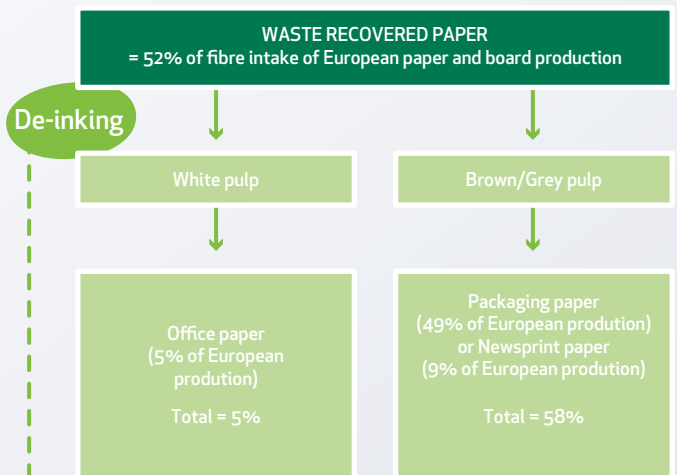 WASTE RECOVERED PAPER
= 52% of fibre intake of European paper and board production
De-inking
White pulp
Brown/Grey pulp
Office paper
(5% of European
prodution)
Total = 5%
Packaging paper
(49% of European prodution)
or Newsprint paper
(9% of European prodution)
Total = 58%